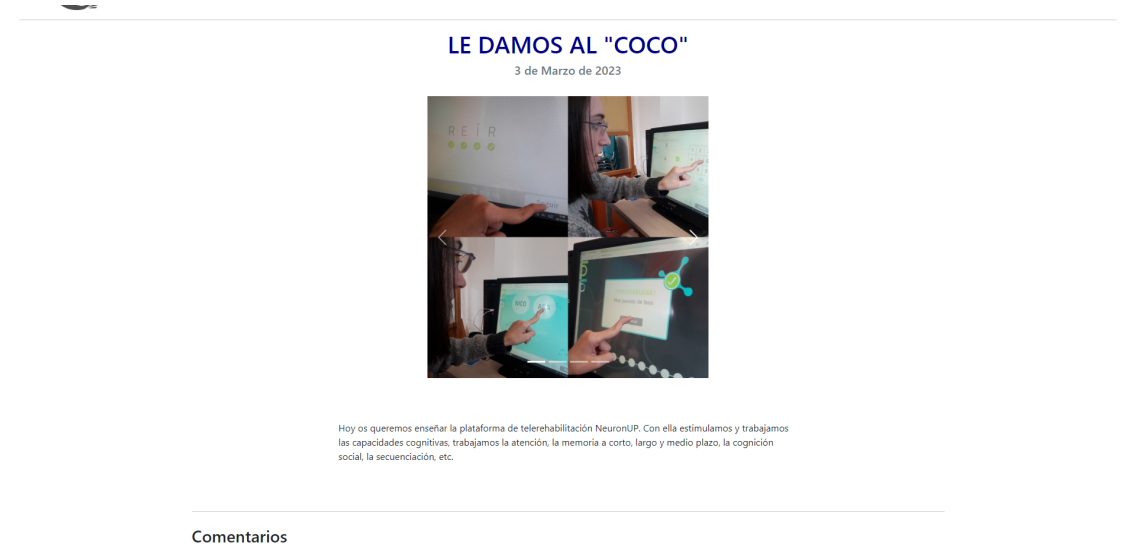 LE DAMOS AL "COCO"
3 de Marzo de 2023
REÍR
Hoy os queremos enseñar la plataforma de telerehabilitación NeuronUP. Con ella estimulamos y trabajamos
las capacidades cognitivas, trabajamos la atención, la memoria a corto, largo y medio plazo, la cognición
social, la secuenciación, etc.
Comentarios